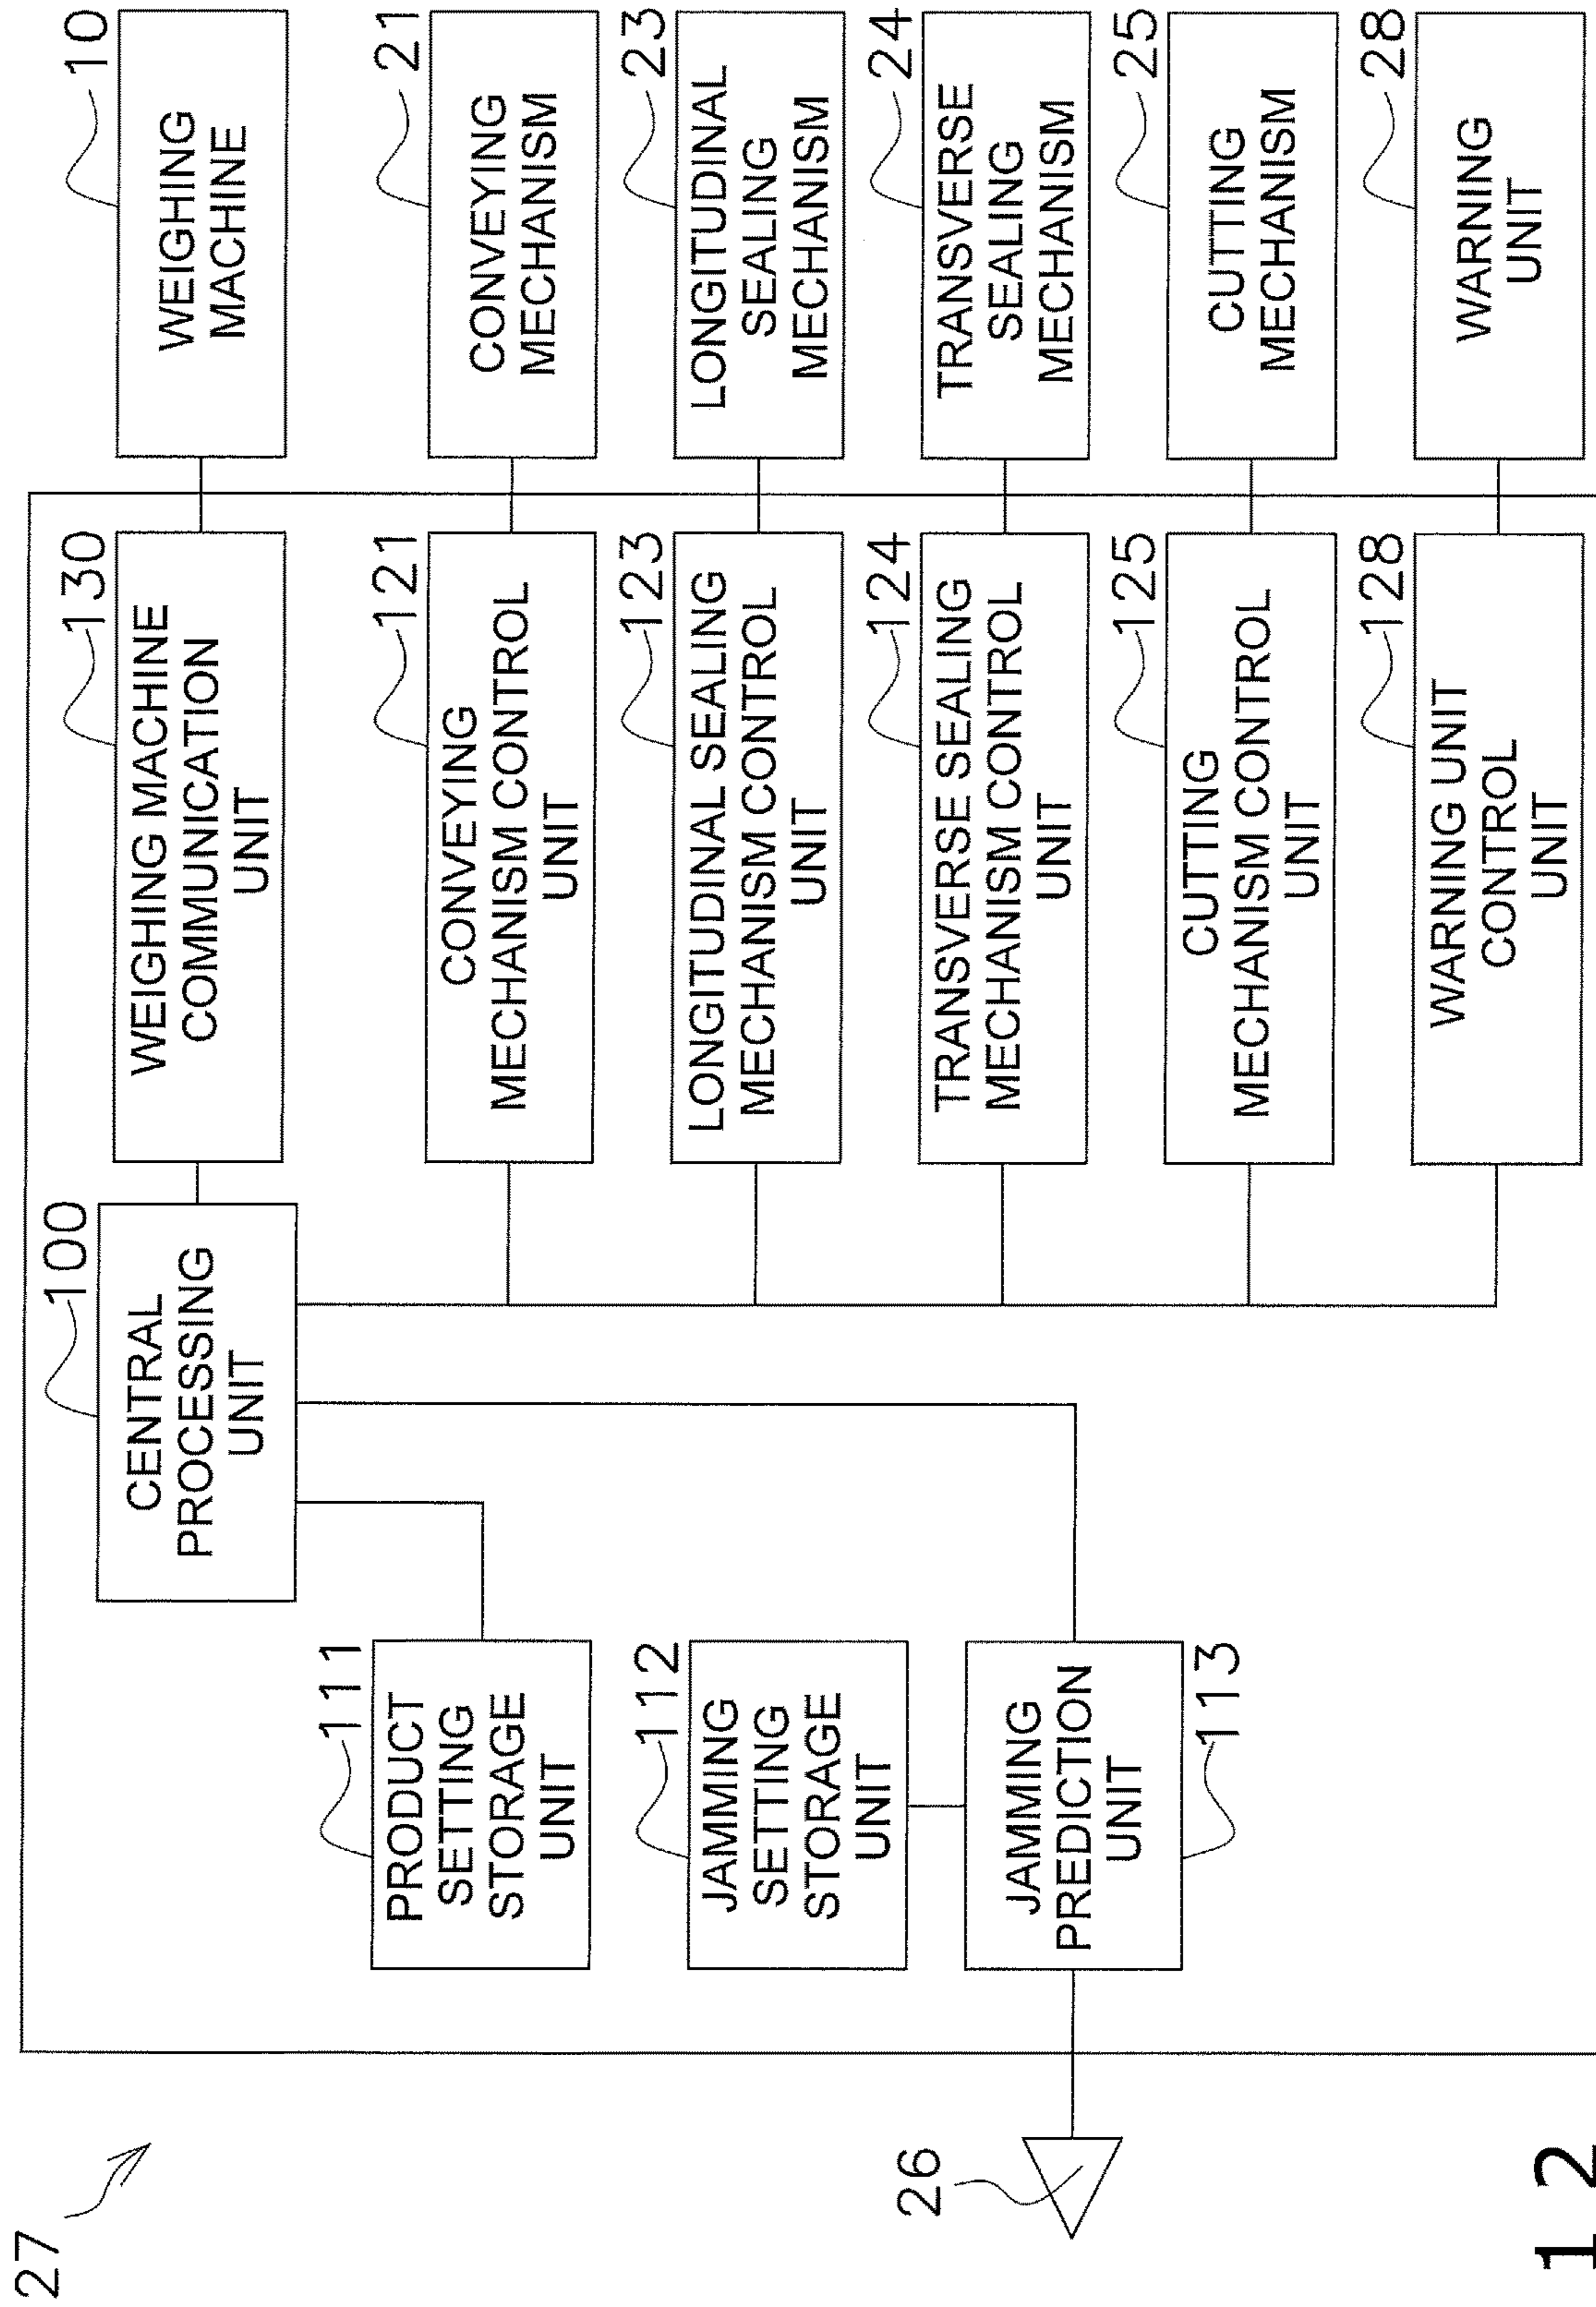 27
100
CENTRAL
PROCESSING
UNIT
130
WEIGHING MACHINE
COMMUNICATION
UNIT
10
WEIGHING
MACHINE
111
PRODUCT
SETTING
STORAGE
UNIT
121
CONVEYING
MECHANISM CONTROL
UNIT
21
CONVEYING
MECHANISM
112
JAMMING
SETTING
STORAGE
UNIT
123
LONGITUDINAL SEALING
MECHANISM CONTROL
UNIT
23
LONGITUDINAL
SEALING
MECHANISM
26
JAMMING
PREDICTION
UNIT
113
124
TRANSVERSE SEALING
MECHANISM CONTROL
UNIT
24
TRANSVERSE
SEALING
MECHANISM
125
CUTTING
MECHANISM CONTROL
UNIT
25
CUTTING
MECHANISM
128
WARNING UNIT
CONTROL
UNIT
28
WARNING
UNIT
12